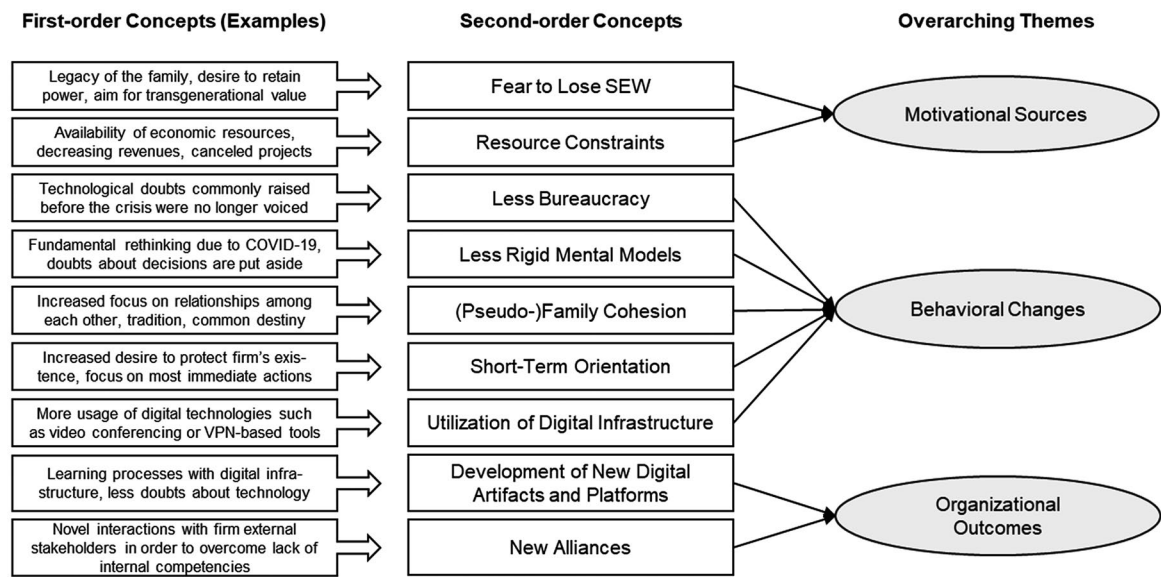 First-order Concepts (Examples)
Second-order Concepts
Overarching Themes
Legacy of the family, desire to retain
power, aim for transgenerational value
Fear to Lose SEW
Motivational Sources
Availability of economic resources,
decreasing revenues, canceled projects
Resource Constraints
Technological doubts commonly raised
before the crisis were no longer voiced
Less Bureaucracy
Fundamental rethinking due to COVID-19,
doubts about decisions are put aside
Less Rigid Mental Models
Increased focus on relationships among
each other, tradition, common destiny
(Pseudo-)Family Cohesion
Behavioral Changes
Increased desire to protect firm's exis-
tence, focus on most immediate actions
Short-Term Orientation
More usage of digital technologies such
as video conferencing or VPN-based tools
Utilization of Digital Infrastructure
Learning processes with digital infra-
structure, less doubts about technology
Development of New Digital
Artifacts and Platforms
Organizational
Outcomes
Novel interactions with firm external
stakeholders in order to overcome lack of
internal competencies
New Alliances